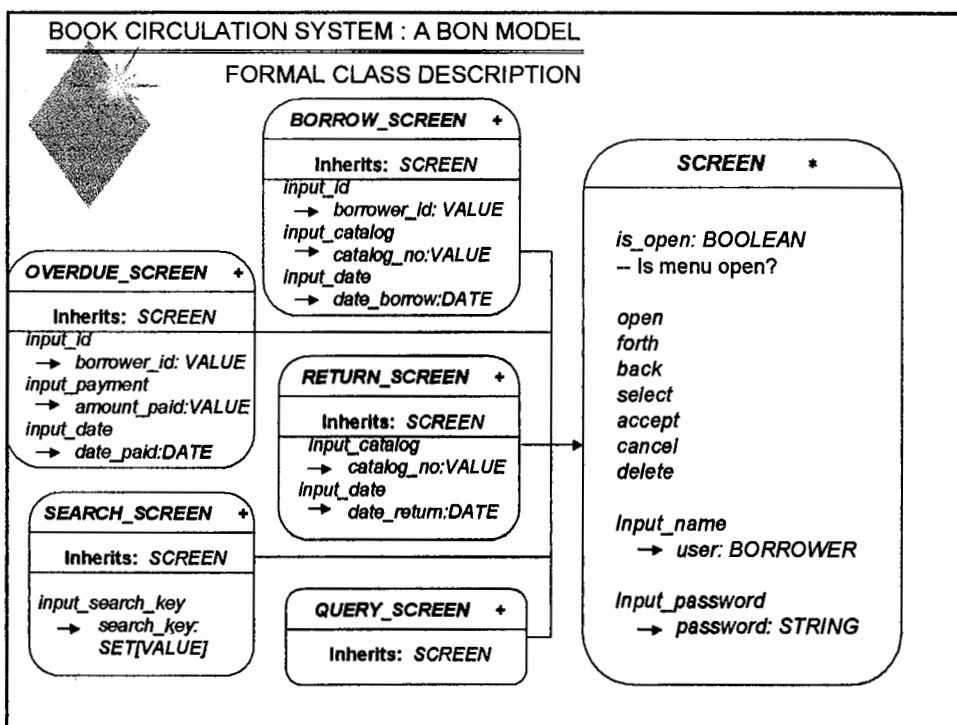 BOOK CIRCULATION SYSTEM : A BON MODEL
FORMAL CLASS DESCRIPTION
BORROW_SCREEN +
Inherits: SCREEN
input_id
→ borrower_id: VALUE
input_catalog
→ catalog_no:VALUE
input_date
→ date_borrow:DATE
OVERDUE_SCREEN +
Inherits: SCREEN
input_id
→ borrower_id: VALUE
input_payment
→ amount_paid:VALUE
input_date
→ date_paid:DATE
RETURN_SCREEN +
Inherits: SCREEN
input_catalog
→ catalog_no:VALUE
input_date
→ date_return:DATE
SEARCH_SCREEN +
Inherits: SCREEN
input_search_key
→ search_key:
SET[VALUE]
QUERY_SCREEN +
Inherits: SCREEN
SCREEN *
is_open: BOOLEAN
-- Is menu open?
open
forth
back
select
accept
cancel
delete
Input_name
→ user: BORROWER
Input_password
→ password: STRING